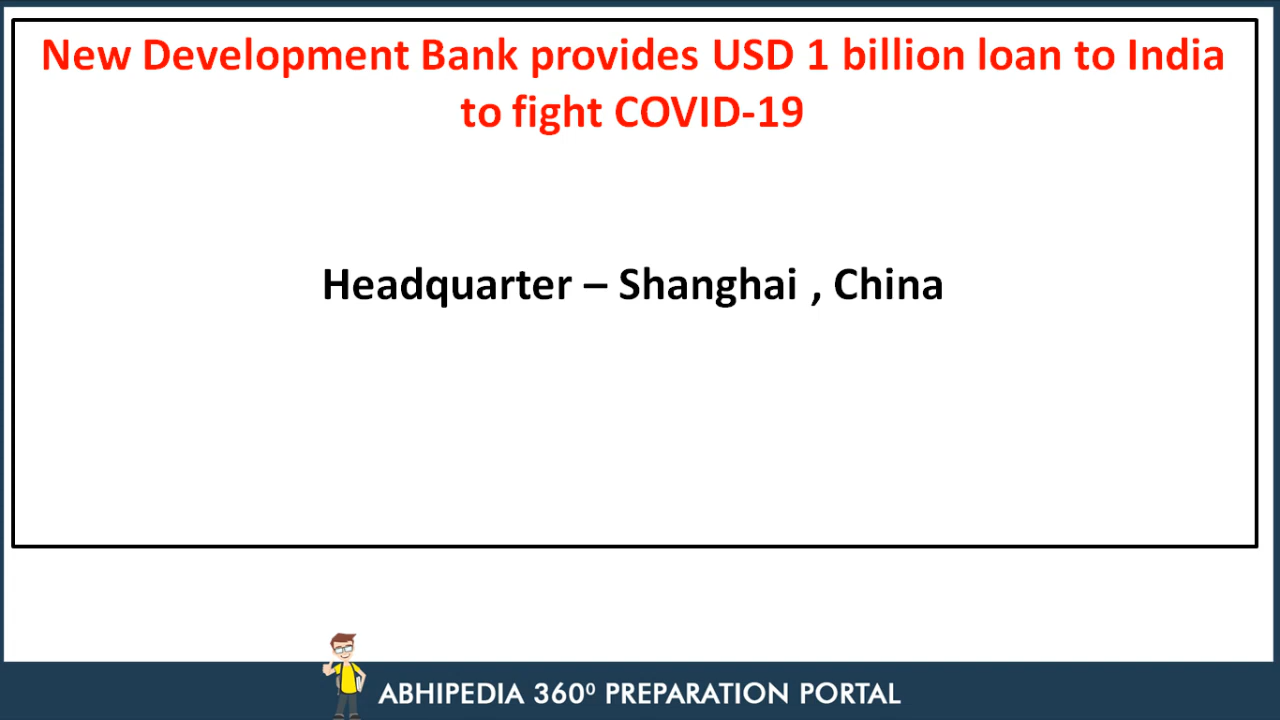 New Development Bank provides USD 1 billion loan to India
to fight COVID-19
Headquarter – Shanghai , China
ABHIPEDIA 360⁰ PREPARATION PORTAL